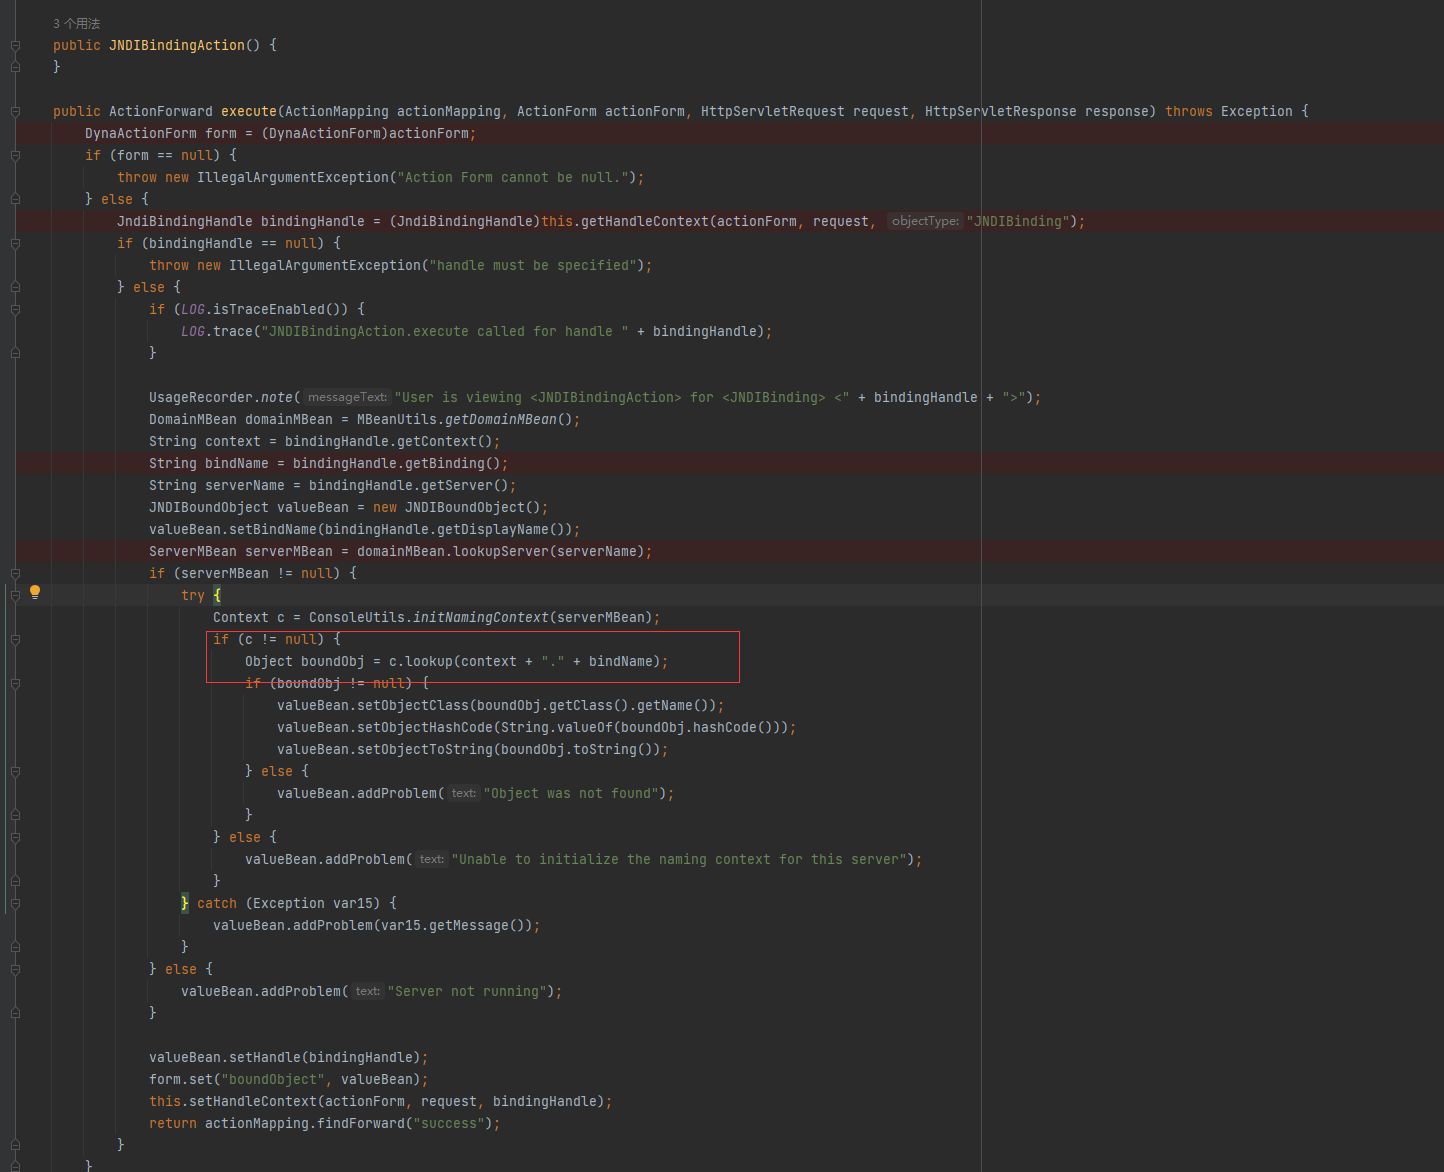 3 个用法
public JNDIBindingAction() {
}
public ActionForward execute(ActionMapping actionMapping, ActionForm actionForm, HttpServletRequest request, HttpServletResponse response) throws Exception {
DynaActionForm form = (DynaActionForm)actionForm;
if (form == null) {
throw new IllegalArgumentException("Action Form cannot be null.");
} else {
JndiBindingHandle bindingHandle = (JndiBindingHandle)this.getHandleContext(actionForm, request, objectType: "JNDIBinding");
if (bindingHandle == null) {
throw new IllegalArgumentException("handle must be specified");
} else {
if (LOG.isTraceEnabled()) {
LOG.trace("JNDIBindingAction.execute called for handle " + bindingHandle);
}
UsageRecorder.note( messageText: "User is viewing <JNDIBindingAction> for <JNDIBinding> <" + bindingHandle + ">");
DomainMBean domainMBean = MBeanUtils.getDomainMBean();
String context = bindingHandle.getContext();
String bindName = bindingHandle.getBinding();
String serverName = bindingHandle.getServer();
JNDIBoundObject valueBean = new JNDIBoundObject();
valueBean.setBindName(bindingHandle.getDisplayName());
ServerMBean serverMBean = domainMBean.lookupServer(serverName);
if (serverMBean != null) {
try {
Context c = ConsoleUtils.initNamingContext(serverMBean);
if (c != null) {
Object boundObj = c.lookup(context + "." + bindName);
if (boundObj != null) {
valueBean.setObjectClass(boundObj.getClass().getName());
valueBean.setObjectHashCode(String.valueOf(boundObj.hashCode()));
valueBean.setObjectToString(boundObj.toString());
} else {
valueBean.addProblem( text: "Object was not found");
}
} else {
valueBean.addProblem( text: "Unable to initialize the naming context for this server");
}
} catch (Exception var15) {
valueBean.addProblem(var15.getMessage());
}
} else {
valueBean.addProblem( text: "Server not running");
}
valueBean.setHandle(bindingHandle);
form.set("boundObject", valueBean);
this.setHandleContext(actionForm, request, bindingHandle);
return actionMapping.findForward("success");
}
}